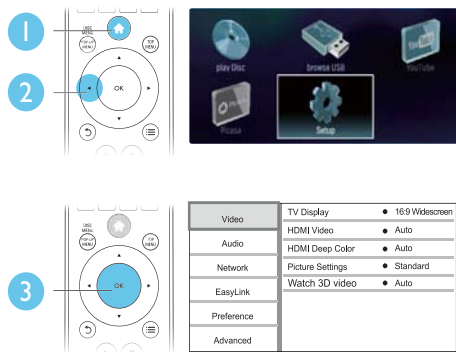 1
DISC MENU
POP-UP MENU
TOP MENU
2
OK
play Disc
browse USB
YouTube
Picasa
Setup
DISC MENU
POP-UP MENU
TOP MENU
3
OK
Video
Audio
Network
EasyLink
Preference
Advanced
TV Display ● 16:9 Widescreen
HDMI Video ● Auto
HDMI Deep Color ● Auto
Picture Settings ● Standard
Watch 3D video ● Auto